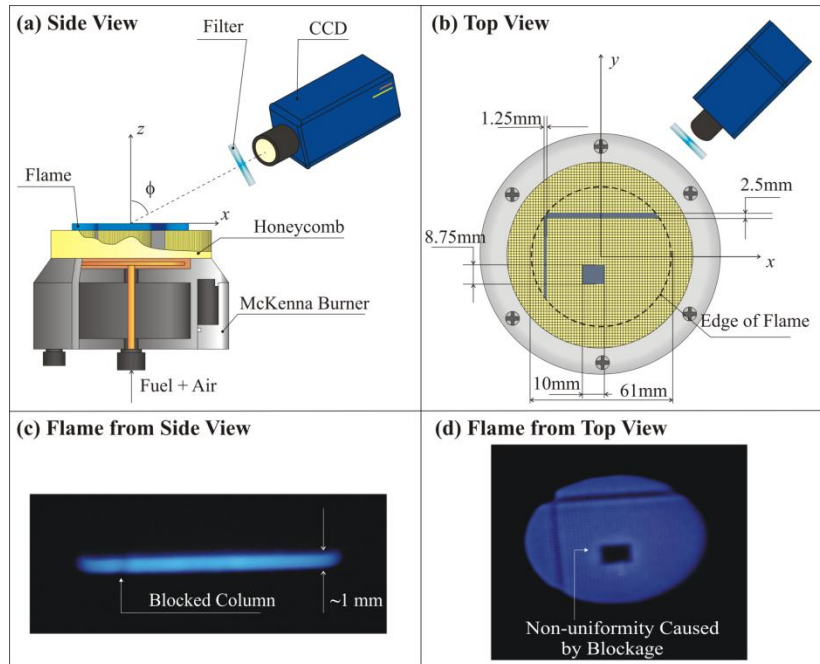 (a) Side View
Filter
CCD
z
Flame
ϕ
x
Honeycomb
McKenna Burner
Fuel + Air
(b) Top View
y
1.25mm
2.5mm
8.75mm
x
Edge of Flame
10mm
61mm
(c) Flame from Side View
Blocked Column
~1 mm
(d) Flame from Top View
Non-uniformity Caused
by Blockage